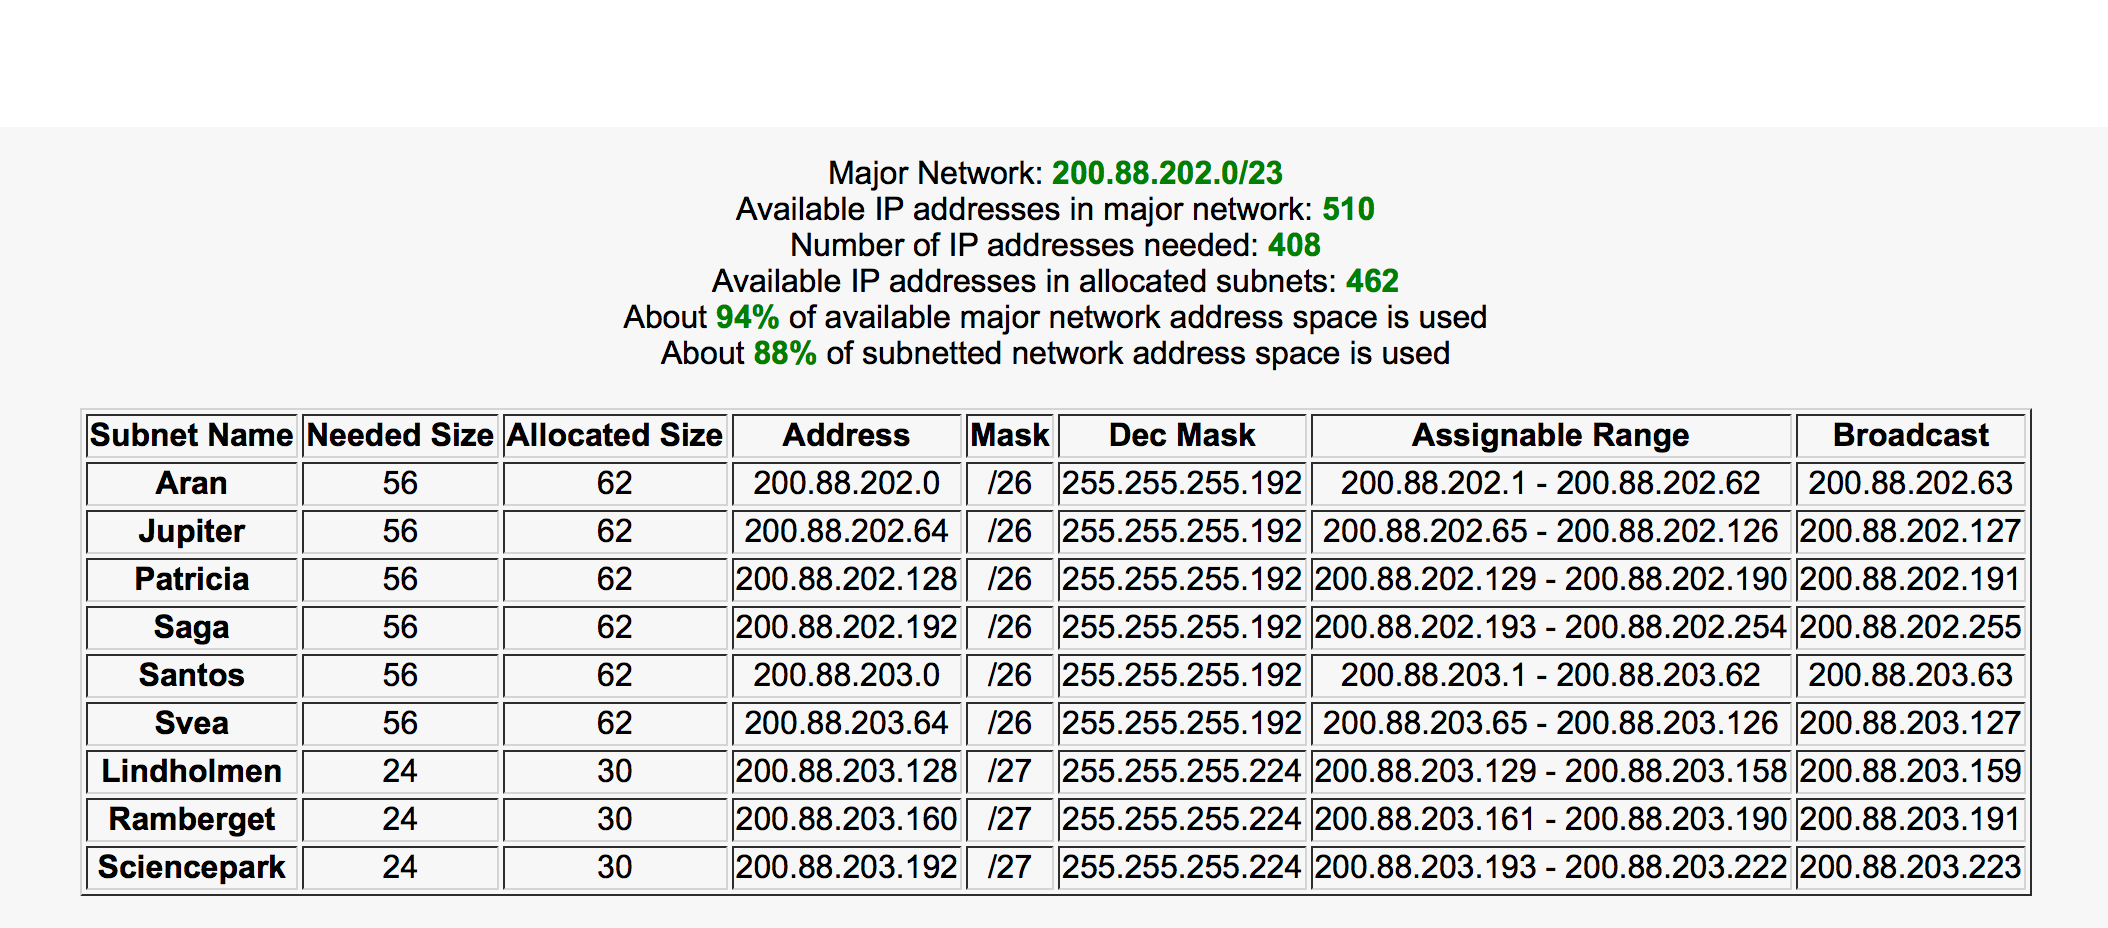 Major Network: 200.88.202.0/23
Available IP addresses in major network: 510
Number of IP addresses needed: 408
Available IP addresses in allocated subnets: 462
About 94% of available major network address space is used
About 88% of subnetted network address space is used
Subnet Name Needed Size Allocated Size Address Mask Dec Mask Assignable Range Broadcast
Aran 56 62 200.88.202.0 /26 255.255.255.192 200.88.202.1 - 200.88.202.62 200.88.202.63
Jupiter 56 62 200.88.202.64 /26 255.255.255.192 200.88.202.65 - 200.88.202.126 200.88.202.127
Patricia 56 62 200.88.202.128 /26 255.255.255.192 200.88.202.129 - 200.88.202.190 200.88.202.191
Saga 56 62 200.88.202.192 /26 255.255.255.192 200.88.202.193 - 200.88.202.254 200.88.202.255
Santos 56 62 200.88.203.0 /26 255.255.255.192 200.88.203.1 - 200.88.203.62 200.88.203.63
Svea 56 62 200.88.203.64 /26 255.255.255.192 200.88.203.65 - 200.88.203.126 200.88.203.127
Lindholmen 24 30 200.88.203.128 /27 255.255.255.224 200.88.203.129 - 200.88.203.158 200.88.203.159
Ramberget 24 30 200.88.203.160 /27 255.255.255.224 200.88.203.161 - 200.88.203.190 200.88.203.191
Sciencepark 24 30 200.88.203.192 /27 255.255.255.224 200.88.203.193 - 200.88.203.222 200.88.203.223